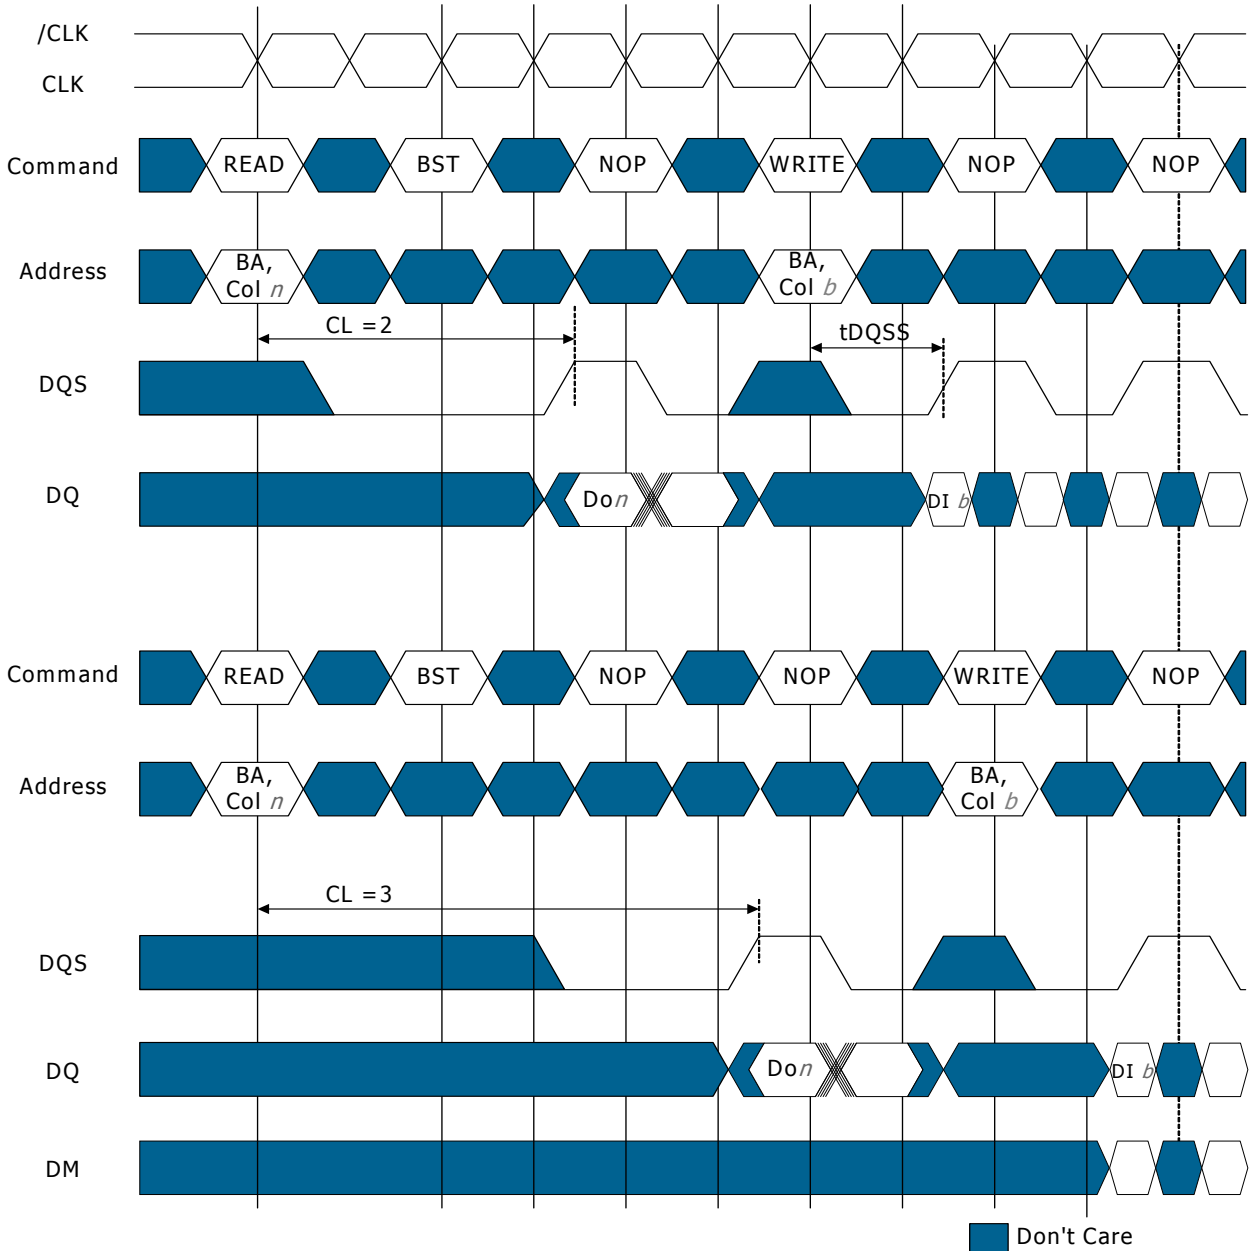 /CLK
CLK
Command READ BST NOP WRITE NOP NOP
Address BA, BA,
Col n Col b
CL =2 tDQSS
DQS
DQ Don DI b
Command READ BST NOP NOP WRITE NOP
Address BA, BA,
Col n Col b
CL =3
DQS
DQ Don DI b
DM
Don't Care